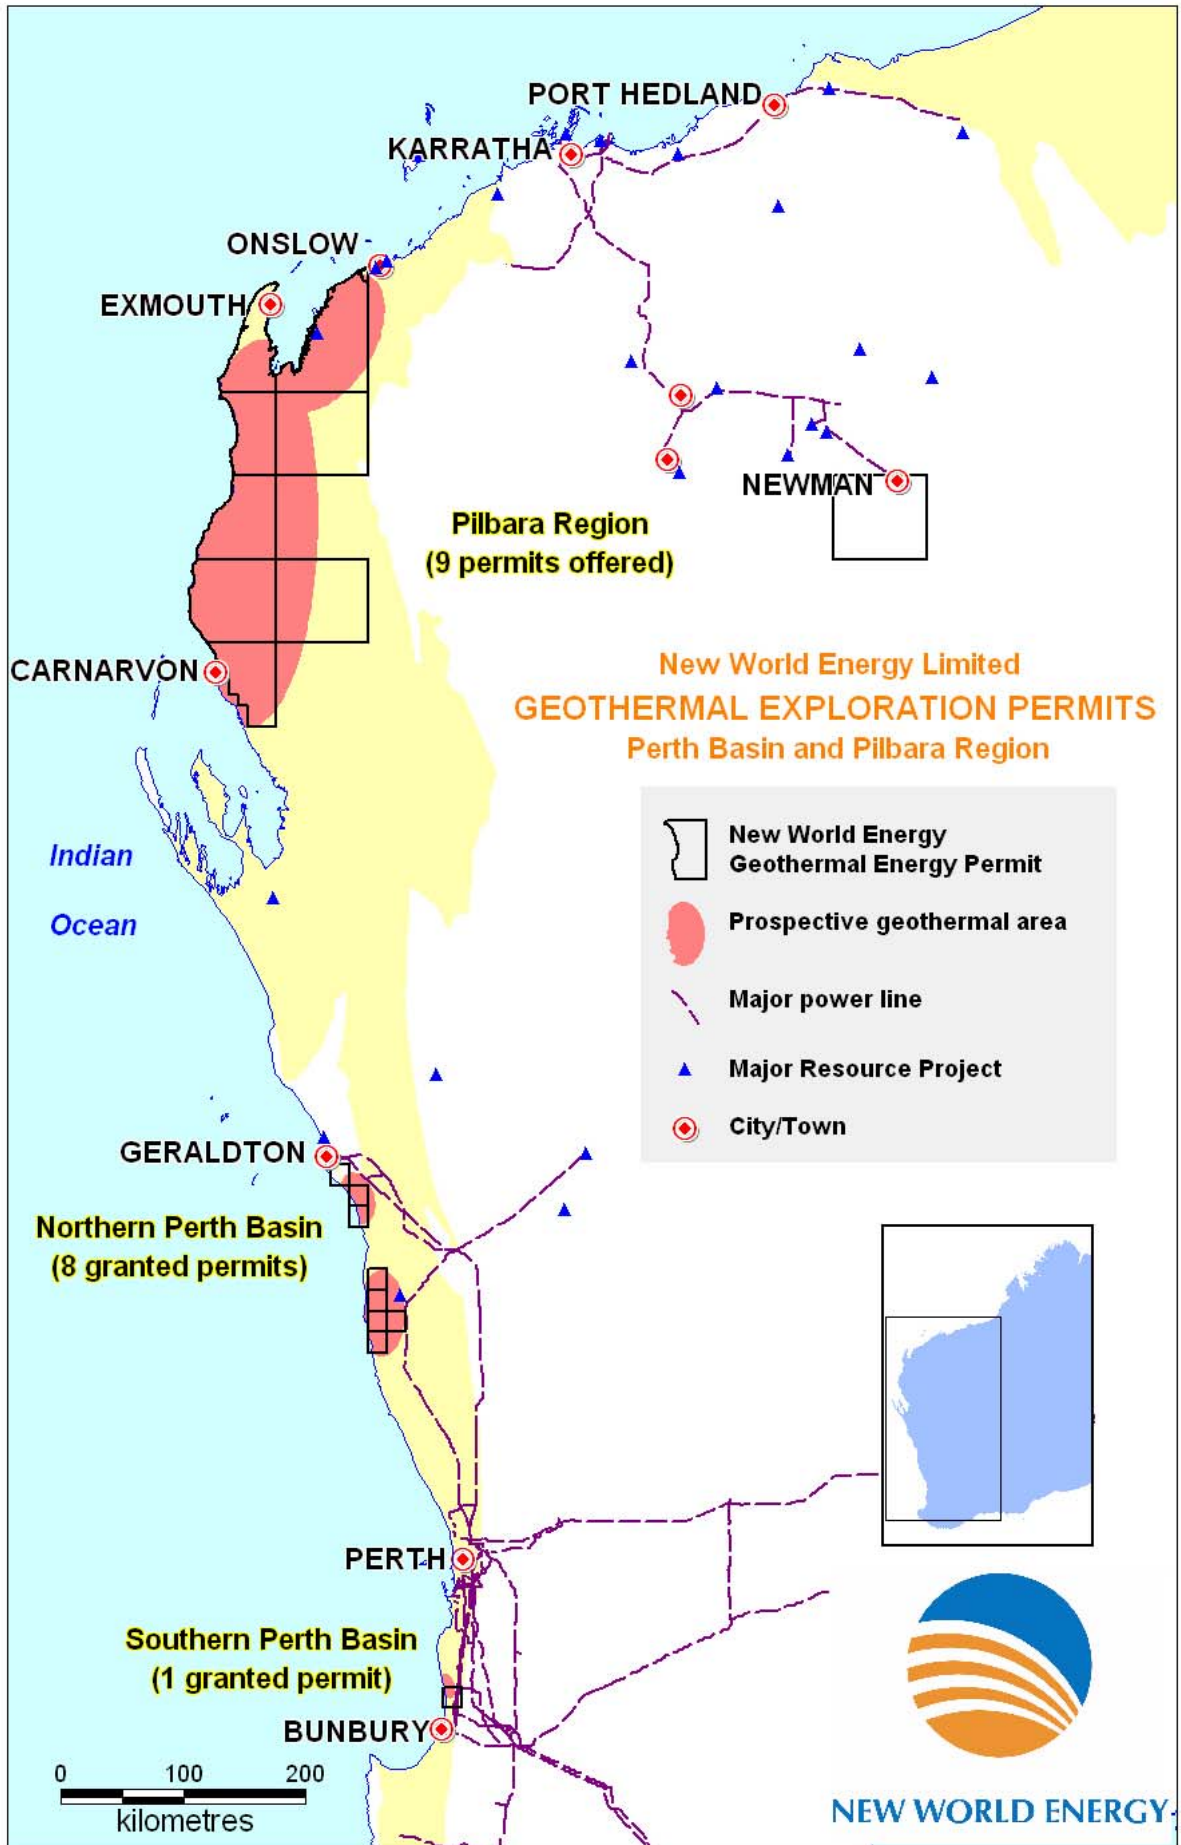 PORT HEDLAND
KARRATHA
ONSLOW
EXMOUTH
NEWMAN
Pilbara Region
(9 permits offered)
CARNARVON
New World Energy Limited
GEOTHERMAL EXPLORATION PERMITS
Perth Basin and Pilbara Region
New World Energy
Geothermal Energy Permit
Prospective geothermal area
Major power line
Major Resource Project
City/Town
Indian
Ocean
GERALDTON
Northern Perth Basin
(8 granted permits)
PERTH
Southern Perth Basin
(1 granted permit)
BUNBURY
0 100 200
kilometres
NEW WORLD ENERGY